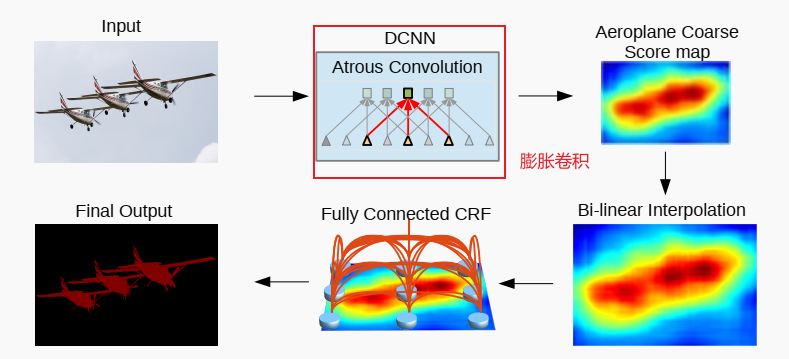 Input
DCNN
Atrous Convolution
Aeroplane Coarse
Score map
膨胀卷积
Final Output
Fully Connected CRF
Bi-linear Interpolation